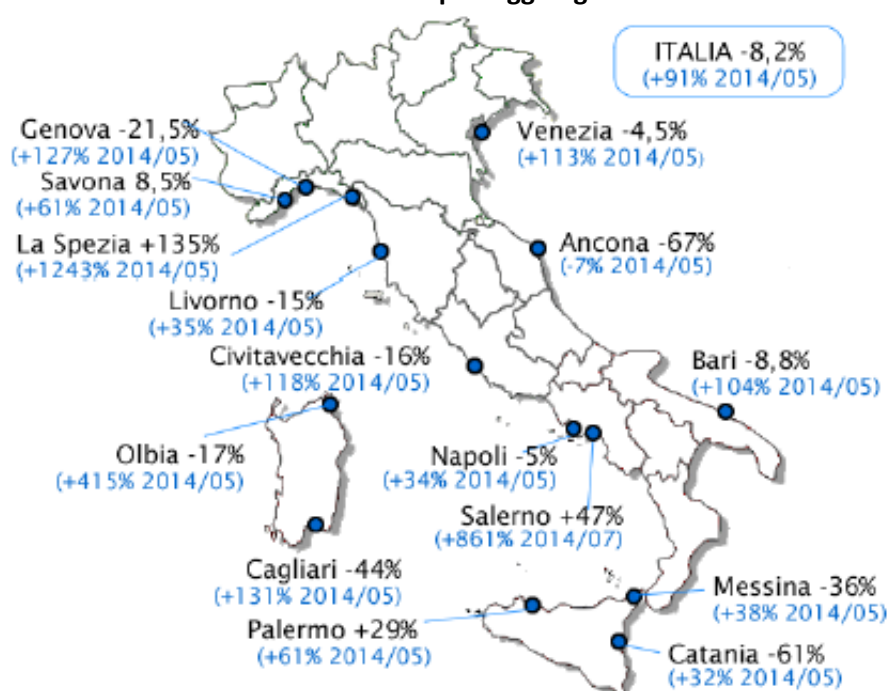 ITALIA -8,2%
(+91% 2014/05)
Genova -21,5%
(+127% 2014/05)
Venezia -4,5%
(+113% 2014/05)
Savona 8,5%
(+61% 2014/05)
La Spezia +135%
(+1243% 2014/05)
Ancona -67%
(-7% 2014/05)
Livorno -15%
(+35% 2014/05)
Civitavecchia -16%
(+118% 2014/05)
Bari -8,8%
(+104% 2014/05)
Olbia -17%
(+415% 2014/05)
Napoli -5%
(+34% 2014/05)
Salerno +47%
(+861% 2014/07)
Cagliari -44%
(+131% 2014/05)
Messina -36%
(+38% 2014/05)
Palermo +29%
(+61% 2014/05)
Catania -61%
(+32% 2014/05)